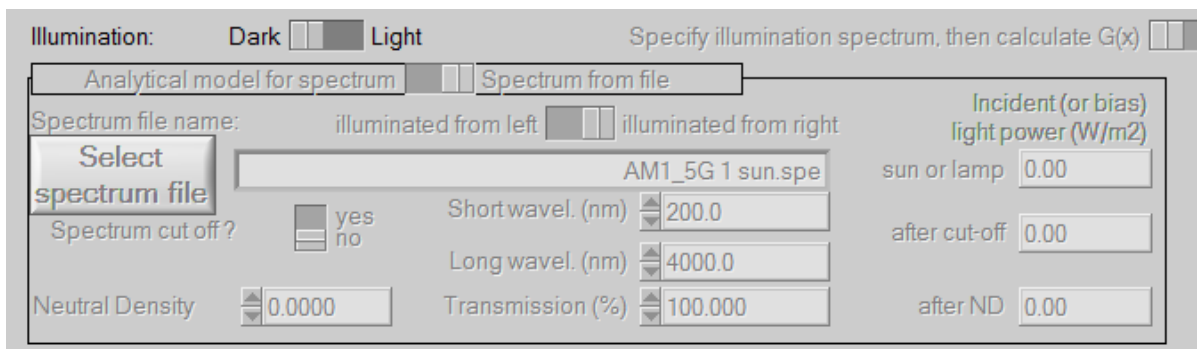 Illumination: Dark Light Specify illumination spectrum, then calculate G(x)
Analytical model for spectrum Spectrum from file
Incident (or bias)
light power (W/m2)
Spectrum file name: illuminated from left illuminated from right
Select
spectrum file
AM1_5G 1 sun.spe
sun or lamp 0.00
Spectrum cut off ? yes
no
Short wavel. (nm) 200.0
after cut-off 0.00
Long wavel. (nm) 4000.0
Neutral Density 0.0000 Transmission (%) 100.000 after ND 0.00